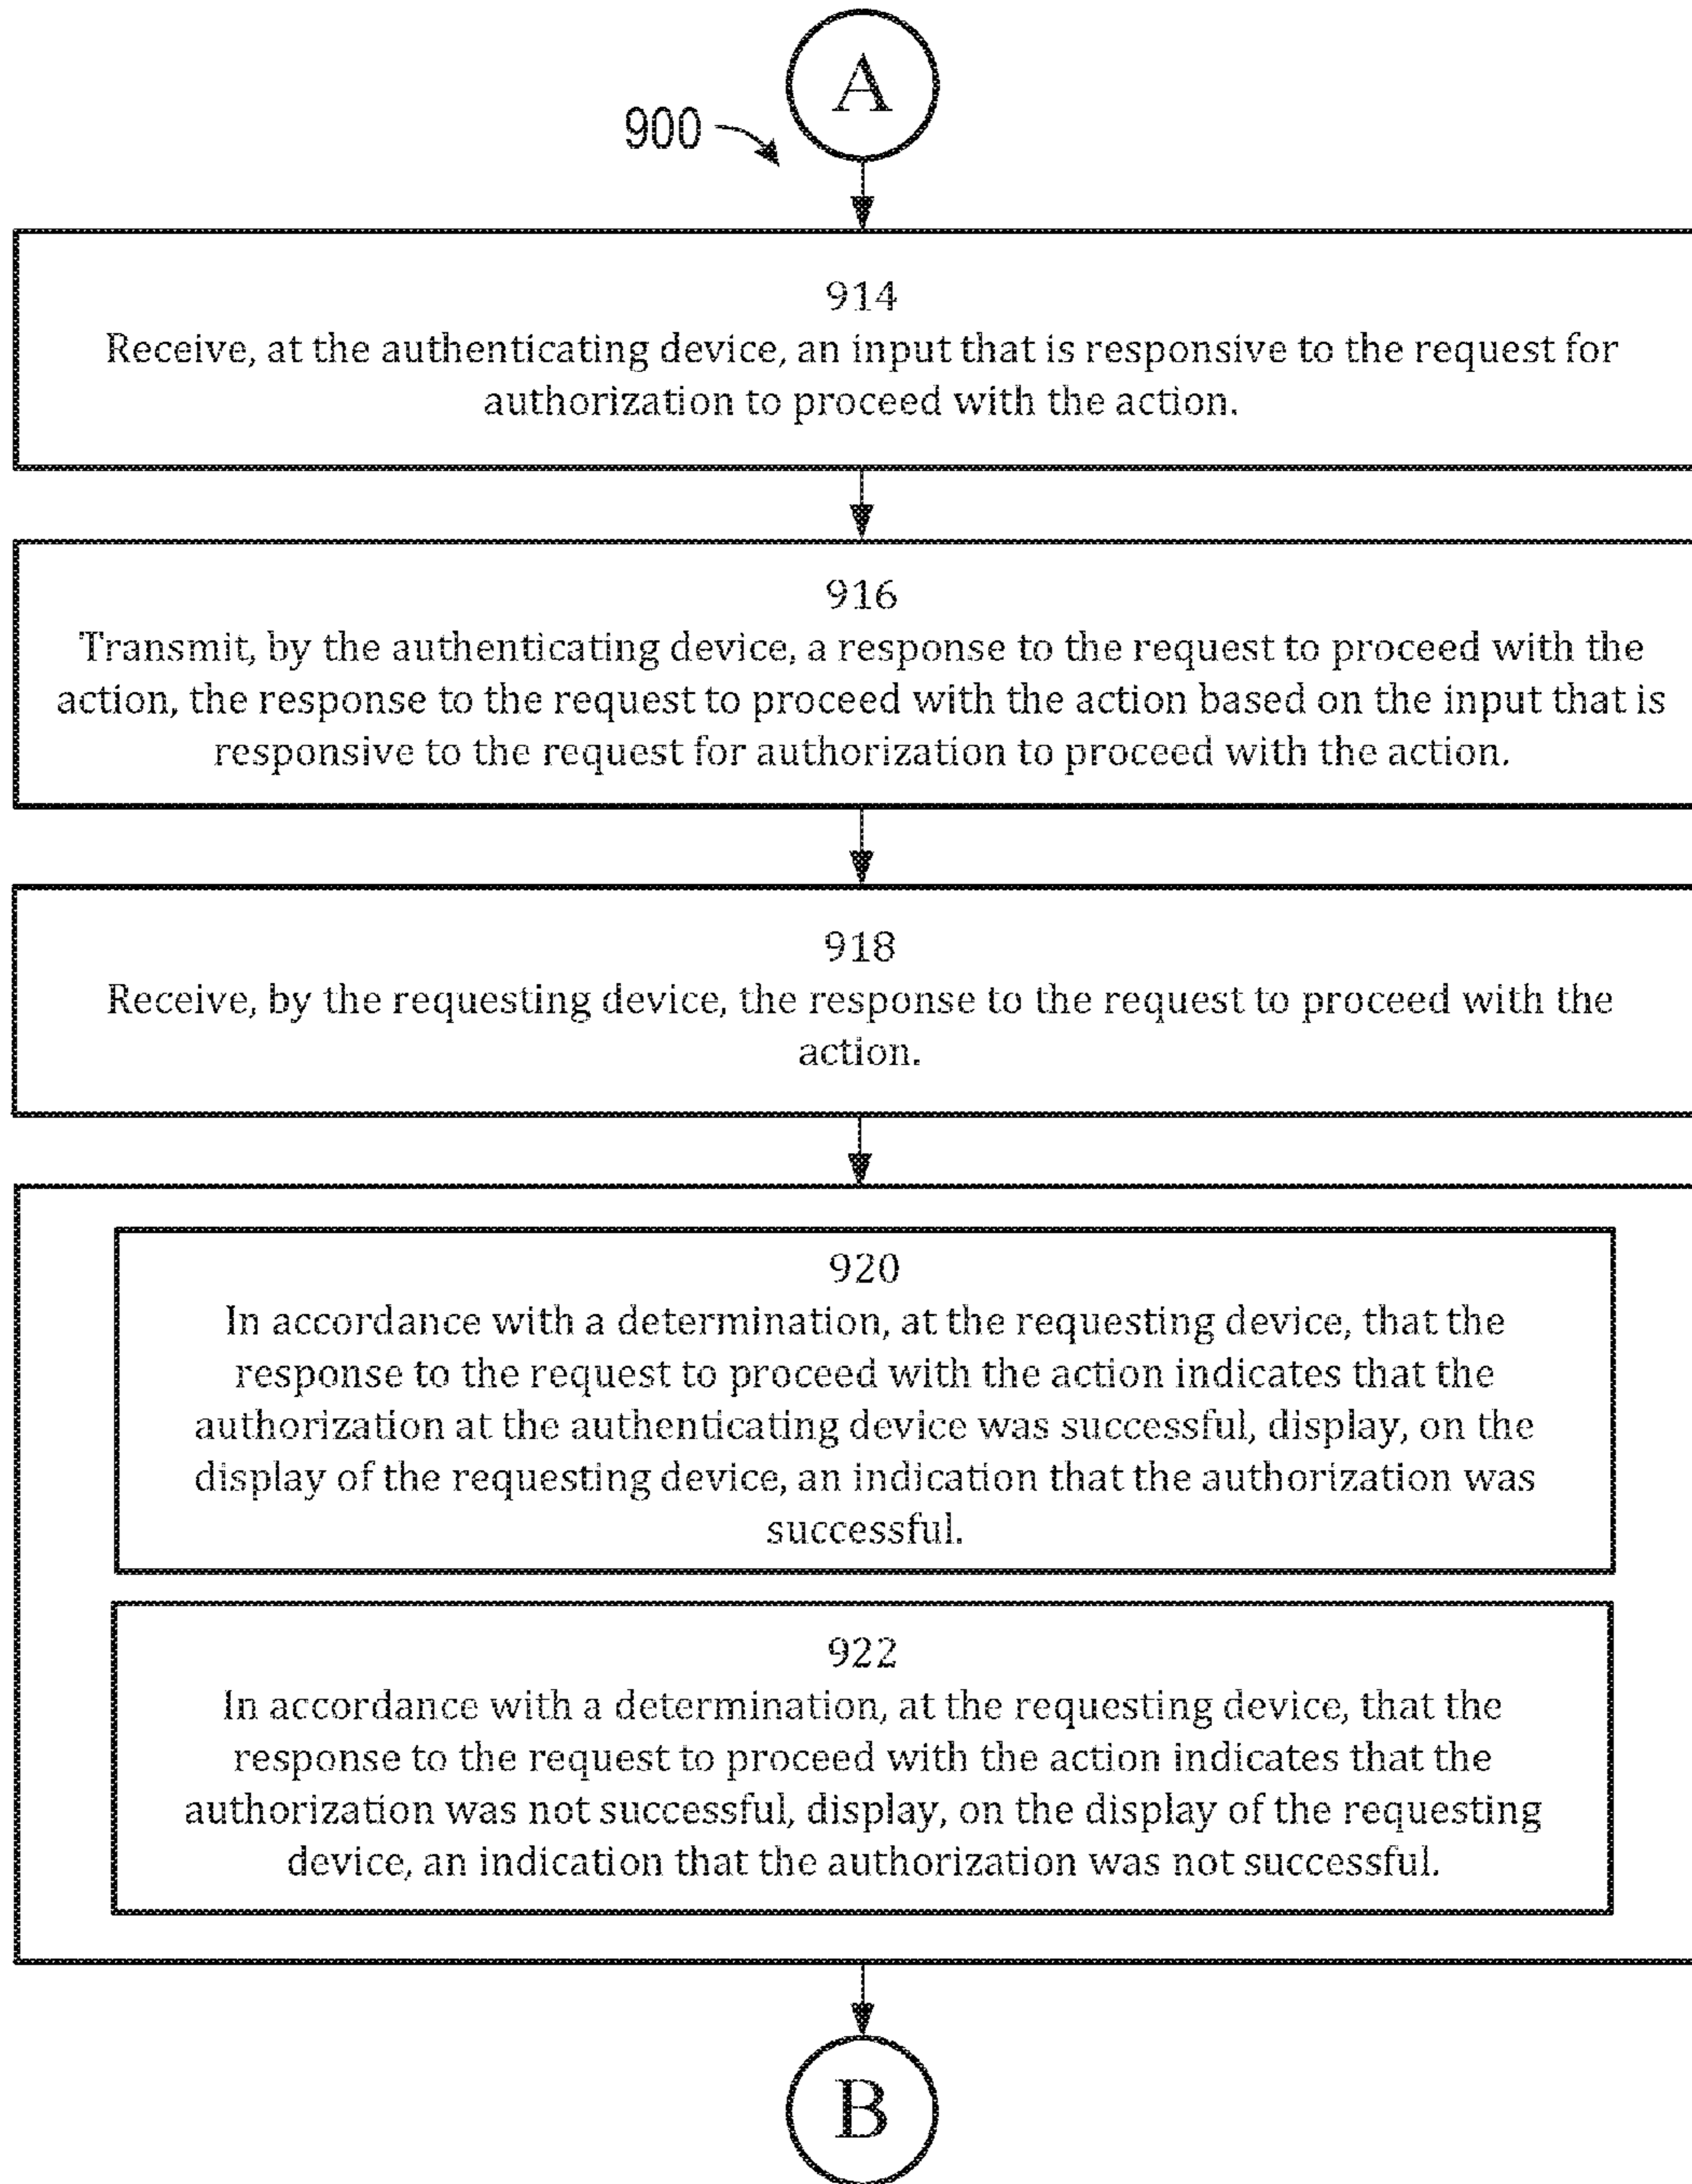 A
900
914
Receive, at the authenticating device, an input that is responsive to the request for
authorization to proceed with the action.
916
Transmit, by the authenticating device, a response to the request to proceed with the
action, the response to the request to proceed with the action based on the input that is
responsive to the request for authorization to proceed with the action.
918
Receive, by the requesting device, the response to the request to proceed with the
action.
920
In accordance with a determination, at the requesting device, that the
response to the request to proceed with the action indicates that the
authorization at the authenticating device was successful, display, on the
display of the requesting device, an indication that the authorization was
successful.
922
In accordance with a determination, at the requesting device, that the
response to the request to proceed with the action indicates that the
authorization was not successful, display, on the display of the requesting
device, an indication that the authorization was not successful.
B